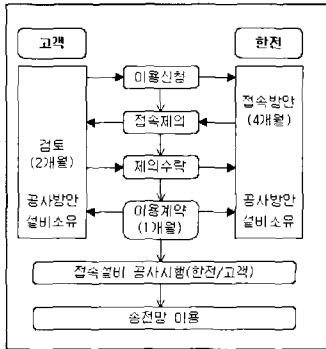 고객
한전
이용신청
접속방안
(4개월)
접속제의
검토
(2개월)
제의수락
공사방안
설비소유
이용계약
(1개월)
공사방안
설비소유
접속설비 공사시행(한전/고객)
송전망 이용